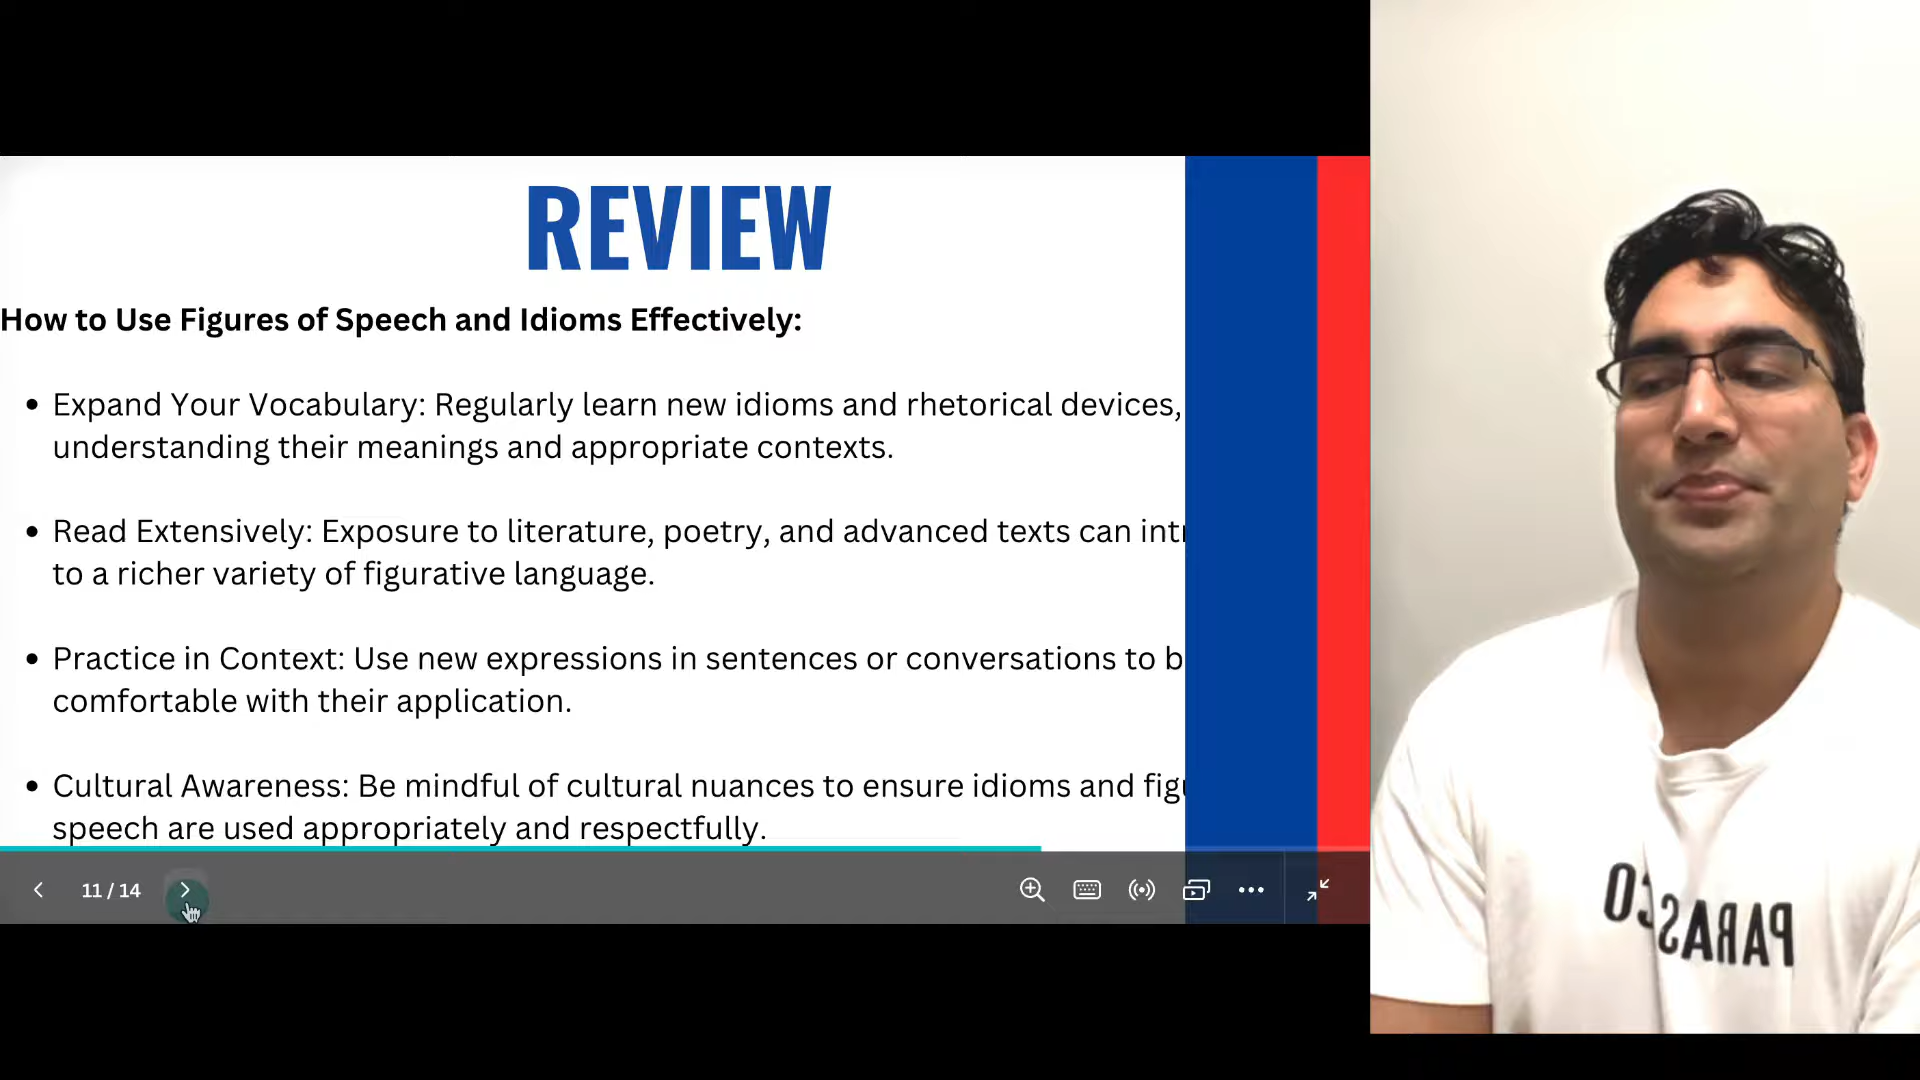 REVIEW
How to Use Figures of Speech and Idioms Effectively:
• Expand Your Vocabulary: Regularly learn new idioms and rhetorical devices,
understanding their meanings and appropriate contexts.
• Read Extensively: Exposure to literature, poetry, and advanced texts can
to a richer variety of figurative language.
• Practice in Context: Use new expressions in sentences or conversations to
comfortable with their application.
• Cultural Awareness: Be mindful of cultural nuances to ensure idioms and
speech are used appropriately and respectfully.
11 / 14
PARASCO